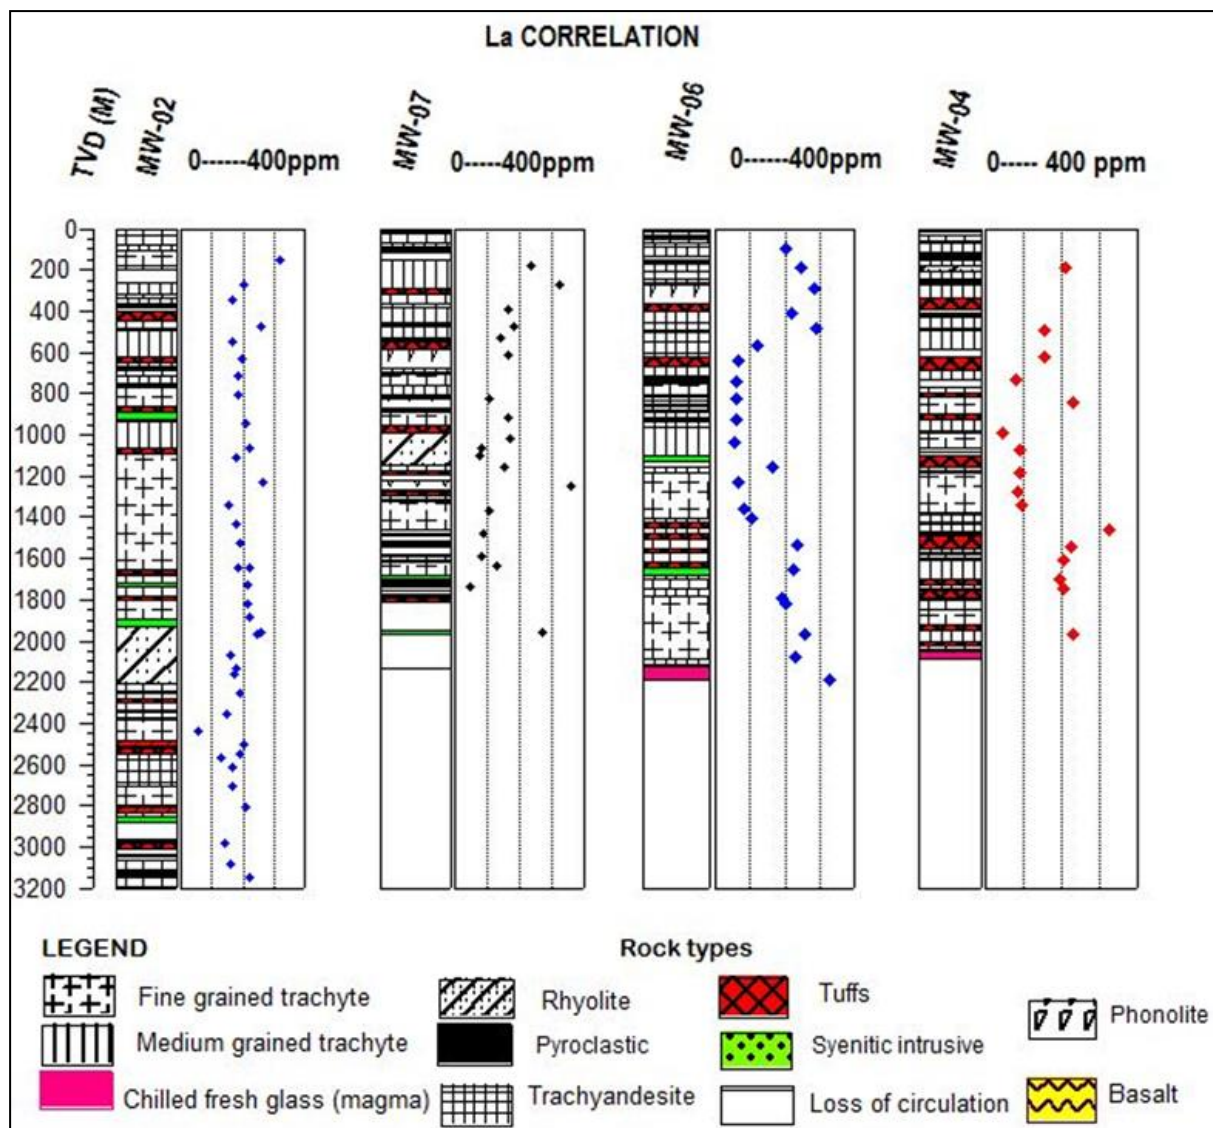 La CORRELATION
TVD (M) MW-02 0------400ppm MW-07 0-----400ppm MW-06 0------400ppm MW-04 0----- 400 ppm
0
200
400
600
800
1000
1200
1400
1600
1800
2000
2200
2400
2600
2800
3000
3200
LEGEND Rock types
Fine grained trachyte Rhyolite Tuffs Phonolite
Medium grained trachyte Pyroclastic Syenitic intrusive
Chilled fresh glass (magma) Trachyandesite Loss of circulation Basalt